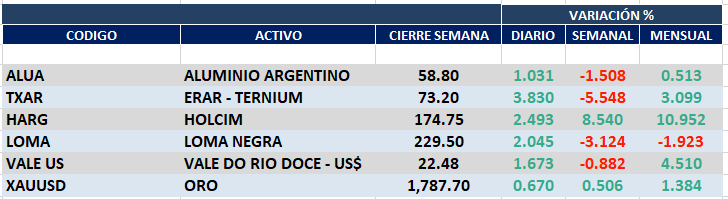 VARIACIÓN %
CODIGO ACTIVO CIERRE SEMANA DIARIO SEMANAL MENSUAL
ALUA ALUMINIO ARGENTINO 58.80 1.031 -1.508 0.513
TXAR ERAR - TERNIUM 73.20 3.830 -5.548 3.099
HARG HOLCIM 174.75 2.493 8.540 10.952
LOMA LOMA NEGRA 229.50 2.045 -3.124 -1.923
VALE US VALE DO RIO DOCE - US$ 22.48 1.673 -0.882 4.510
XAUUSD ORO 1,787.70 0.670 0.506 1.384